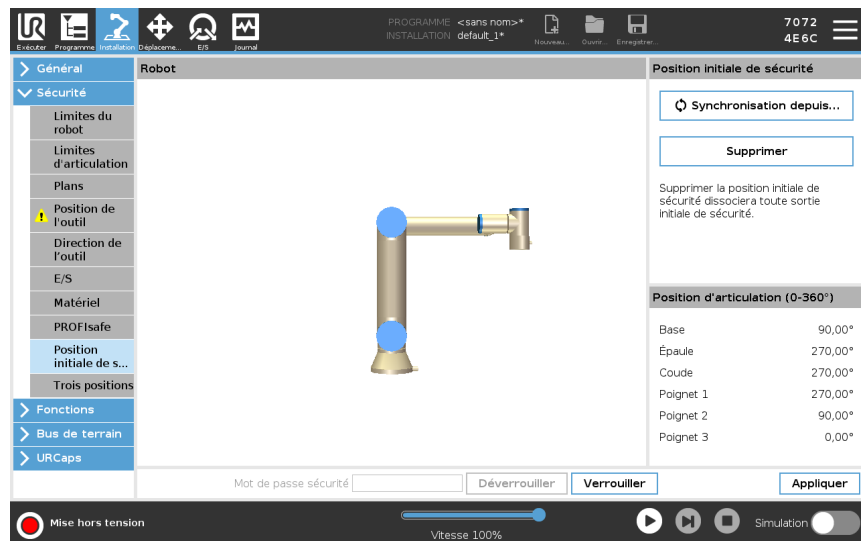 PROGRAMME <sans nom>*
INSTALLATION default_1*
7072
4E6C
Exécuter Programme Installation Déplaceme... E/S Journal Nouveau... Ouvrir... Enregistrer...
Général
Sécurité
Limites du
robot
Limites
d'articulation
Plans
Position de
l'outil
Direction de
l'outil
E/S
Matériel
PROFIsafe
Position
initiale de s...
Trois positions
Fonctions
Bus de terrain
URCaps
Robot
Position initiale de sécurité
Synchronisation depuis...
Supprimer
Supprimer la position initiale de
sécurité dissociera toute sortie
initiale de sécurité.
Position d'articulation (0-360°)
Base 90,00°
Épaule 270,00°
Coude 270,00°
Poignet 1 270,00°
Poignet 2 90,00°
Poignet 3 0,00°
Mot de passe sécurité Déverrouiller Verrouiller Appliquer
Mise hors tension
Vitesse 100%
Simulation